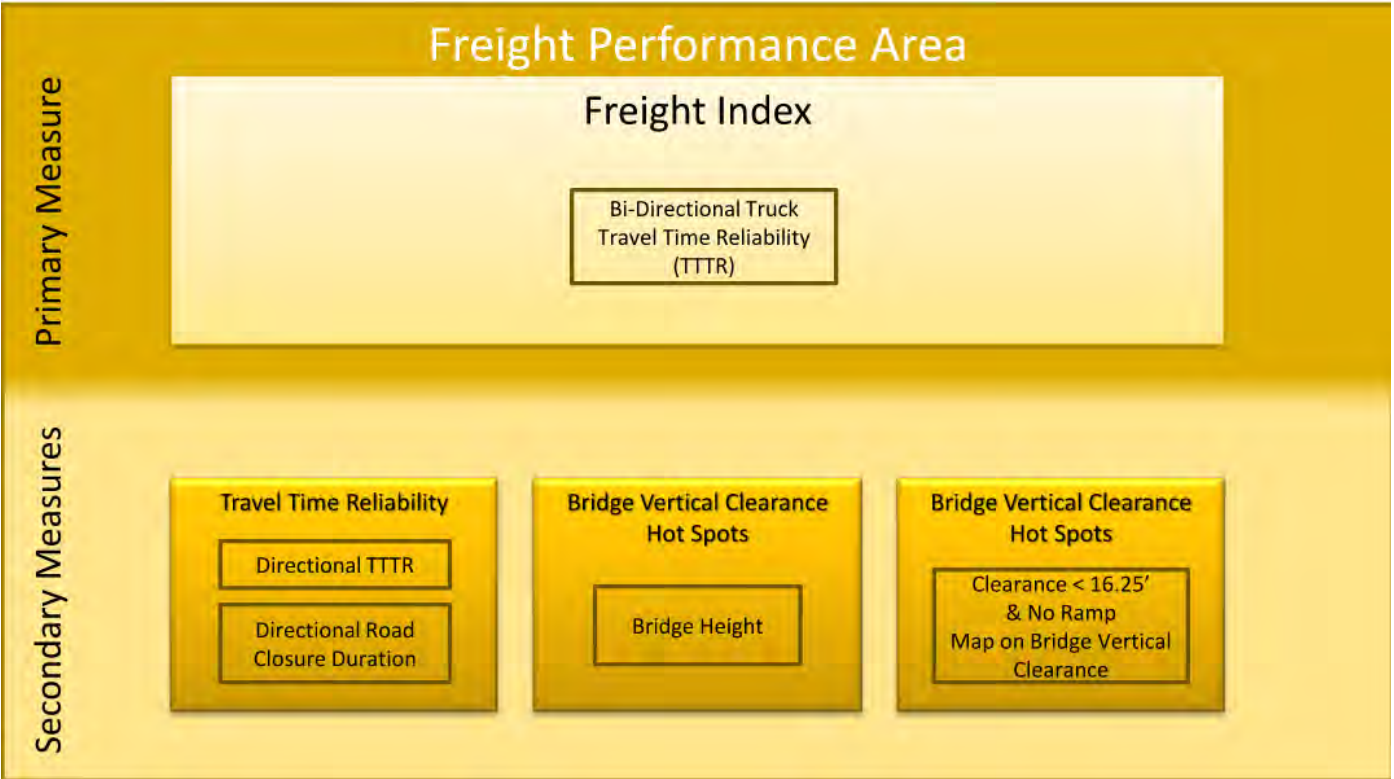 Freight Performance Area
Primary Measure
Freight Index
Bi-Directional Truck
Travel Time Reliability
(TTTR)
Secondary Measures
Travel Time Reliability
Directional TTTR
Directional Road
Closure Duration
Bridge Vertical Clearance
Hot Spots
Bridge Height
Bridge Vertical Clearance
Hot Spots
Clearance < 16.25′
& No Ramp
Map on Bridge Vertical
Clearance